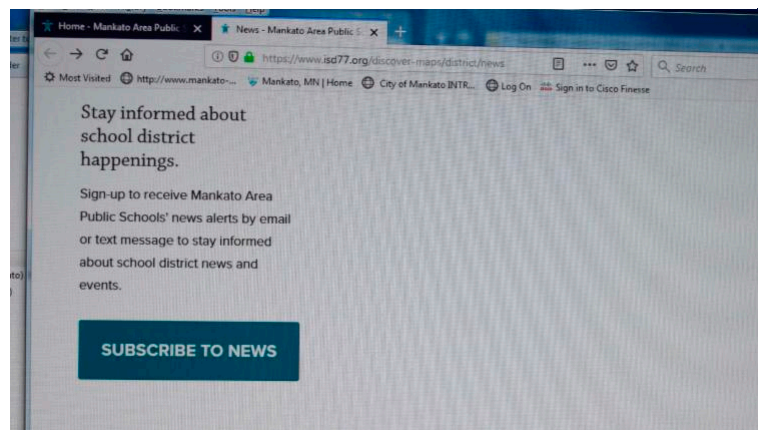 Home - Mankato Area Public S
News - Mankato Area Public S
https://www.isd77.org/discover-maps/district/news
Search
Most Visited
http://www.mankato-...
Mankato, MN | Home
City of Mankato INTR...
Log On
Sign in to Cisco Finesse
Stay informed about
school district
happenings.
Sign-up to receive Mankato Area
Public Schools' news alerts by email
or text message to stay informed
about school district news and
events.
SUBSCRIBE TO NEWS